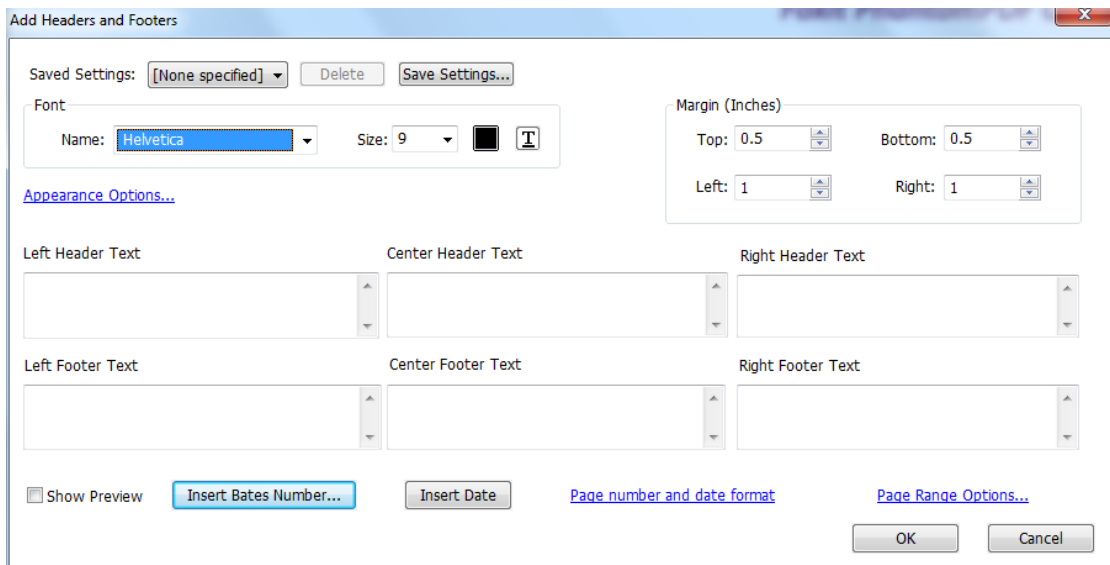 Add Headers and Footers
x
Saved Settings: [None specified] Delete Save Settings...
Font
Name: Helvetica Size: 9 T
Margin (Inches)
Top: 0.5 Bottom: 0.5
Left: 1 Right: 1
Appearance Options...
Left Header Text Center Header Text Right Header Text
Left Footer Text Center Footer Text Right Footer Text
Show Preview Insert Bates Number... Insert Date Page number and date format Page Range Options...
OK Cancel